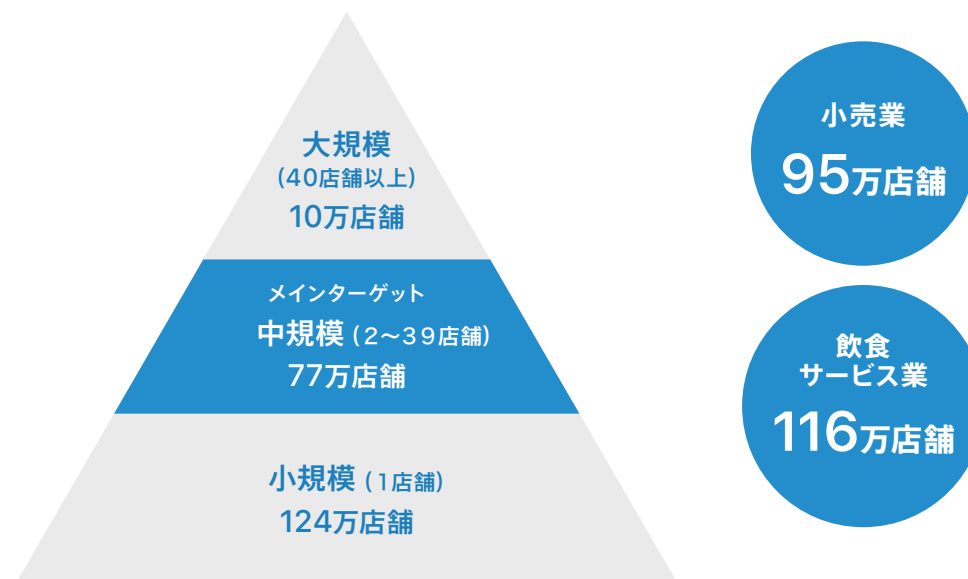 大規模
(40店舗以上)
10万店舗
メインターゲット
中規模 (2〜39店舗)
77万店舗
小規模 (1店舗)
124万店舗
小売業
95万店舗
飲食
サービス業
116万店舗